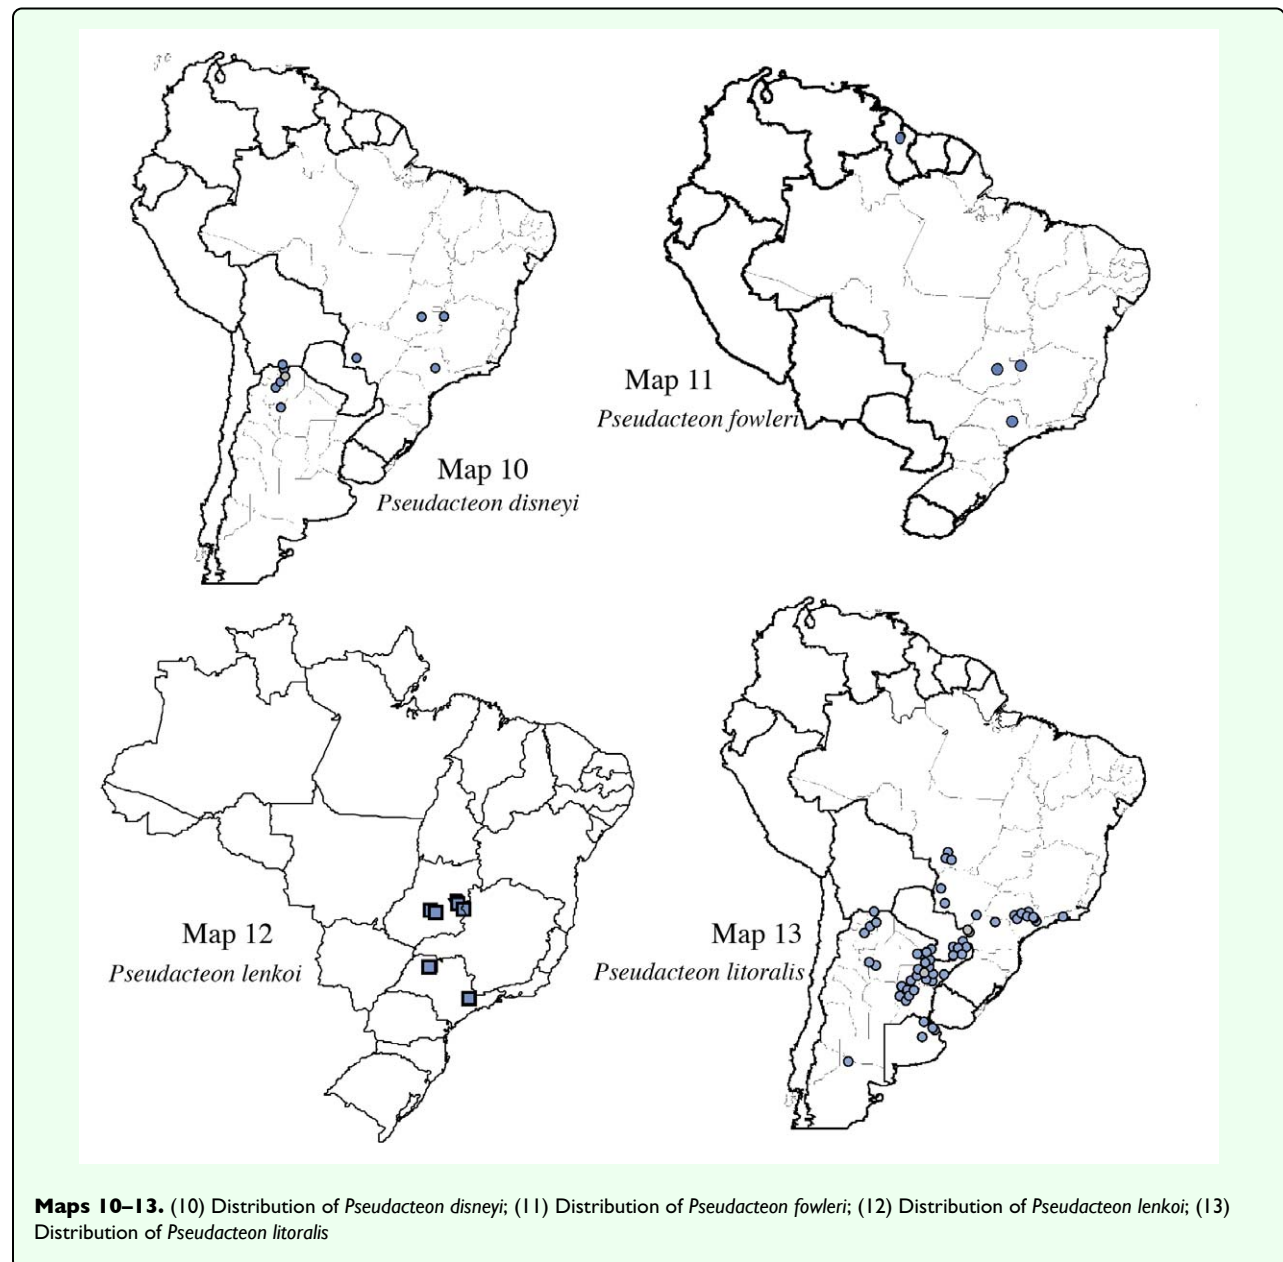 Map 11
Pseudacteon fowleri
Map 10
Pseudacteon disneyi
Map 12
Pseudacteon lenkoi
Map 13
Pseudacteon litoralis
Maps 10–13. (10) Distribution of Pseudacteon disneyi; (11) Distribution of Pseudacteon fowleri; (12) Distribution of Pseudacteon lenkoi; (13)
Distribution of Pseudacteon litoralis